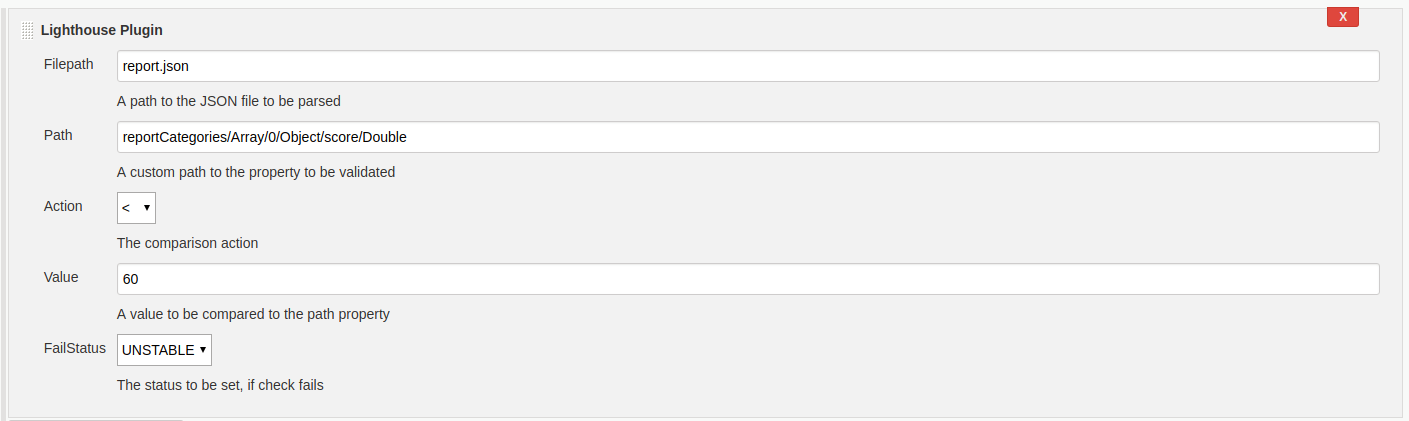 Lighthouse Plugin
X
Filepath
report.json
A path to the JSON file to be parsed
Path
reportCategories/Array/0/Object/score/Double
A custom path to the property to be validated
Action
<
The comparison action
Value
60
A value to be compared to the path property
FailStatus
UNSTABLE
The status to be set, if check fails